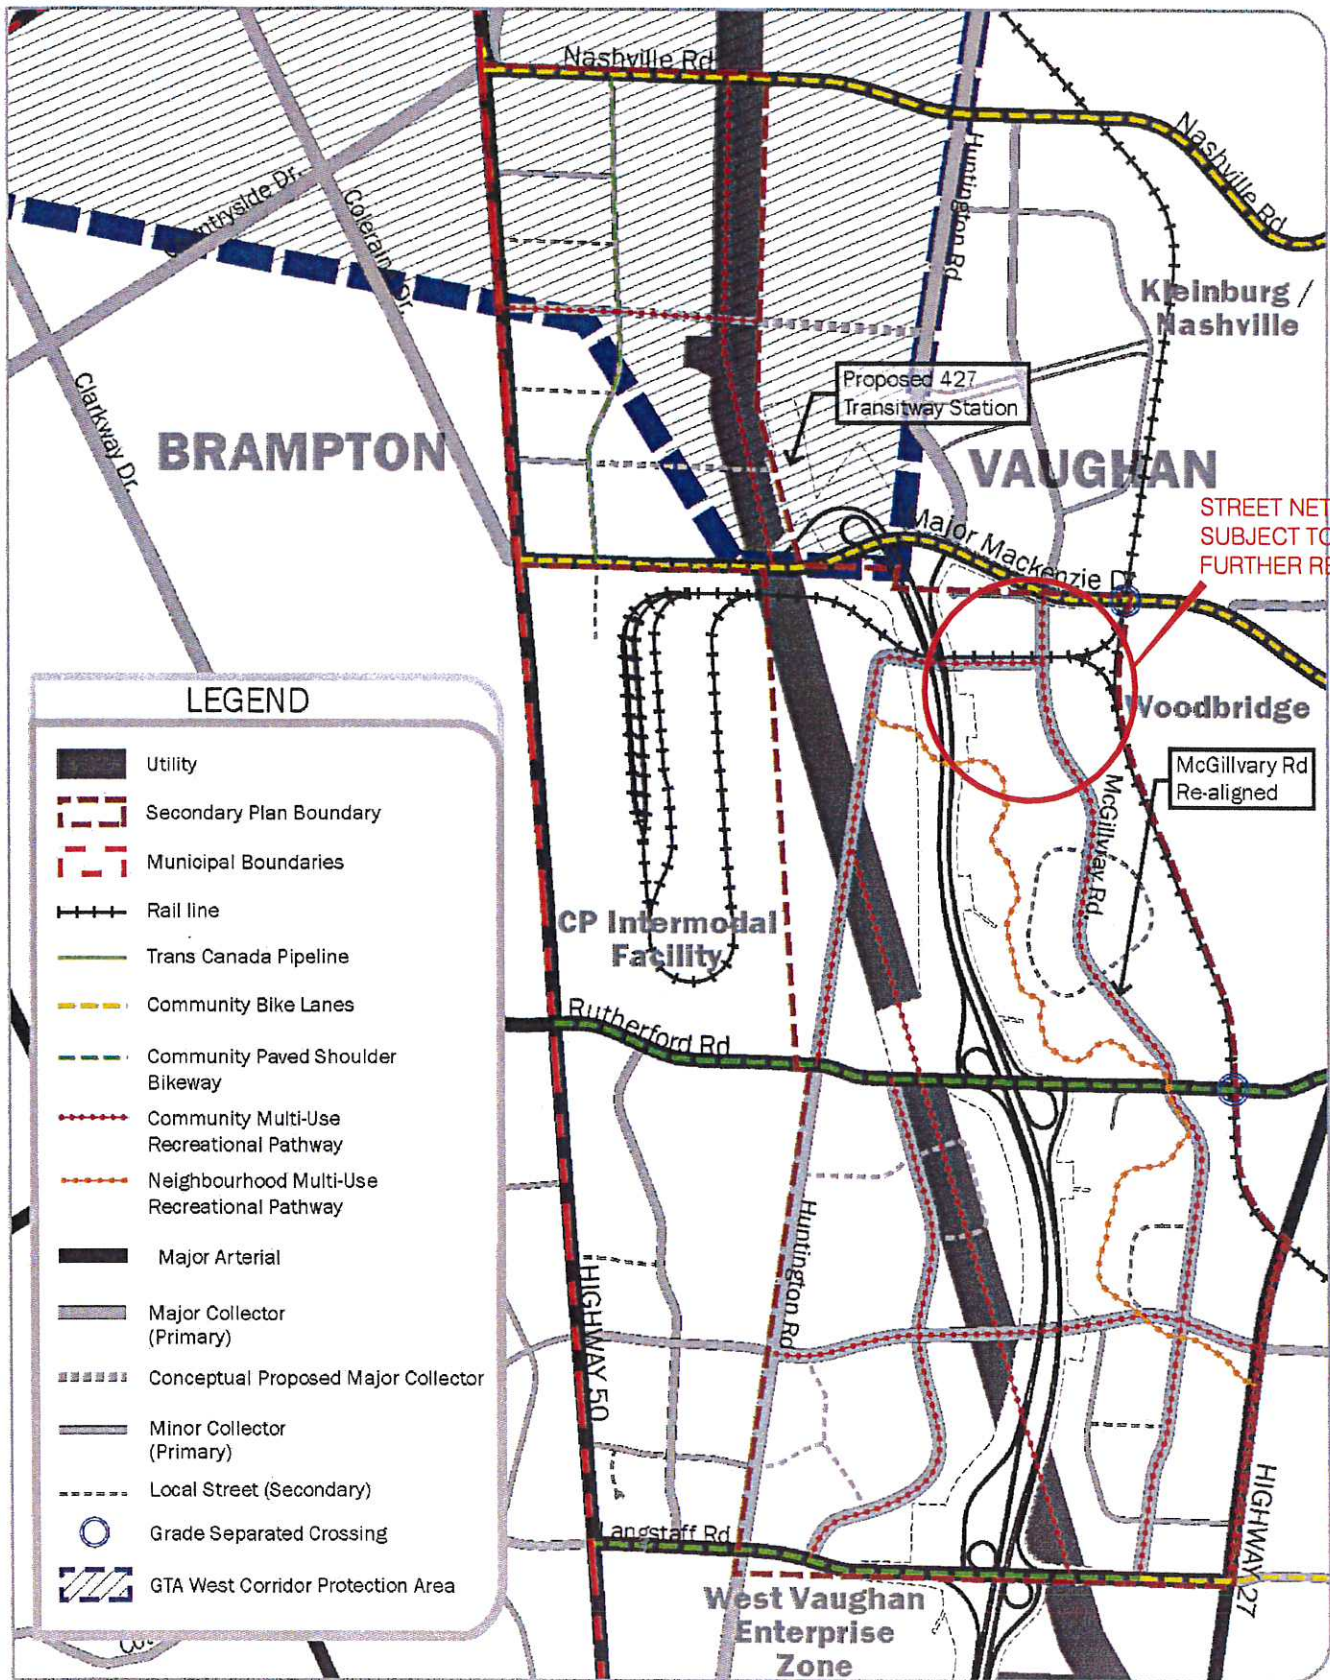 Nashville Rd
Nashville Rd
Huntington Rd
Coleraine Dr.
Kleinburg /
Nashville
Proposed 427
Transitway Station
Clarkway Dr.
BRAMPTON
VAUGHAN
STREET NET
SUBJECT TO
FURTHER RE
Major Mackenzie D
Woodbridge
McGillvary Rd
Re-aligned
McGillvray Rd
CP Intermodal
Facility
Rutherford Rd
Huntington Rd
HIGHWAY 50
HIGHWAY 27
Langstaff Rd
West Vaughan
Enterprise
Zone
LEGEND
Utility
Secondary Plan Boundary
Municipal Boundaries
Rail line
Trans Canada Pipeline
Community Bike Lanes
Community Paved Shoulder
Bikeway
Community Multi-Use
Recreational Pathway
Neighbourhood Multi-Use
Recreational Pathway
Major Arterial
Major Collector
(Primary)
Conceptual Proposed Major Collector
Minor Collector
(Primary)
Local Street (Secondary)
Grade Separated Crossing
GTA West Corridor Protection Area